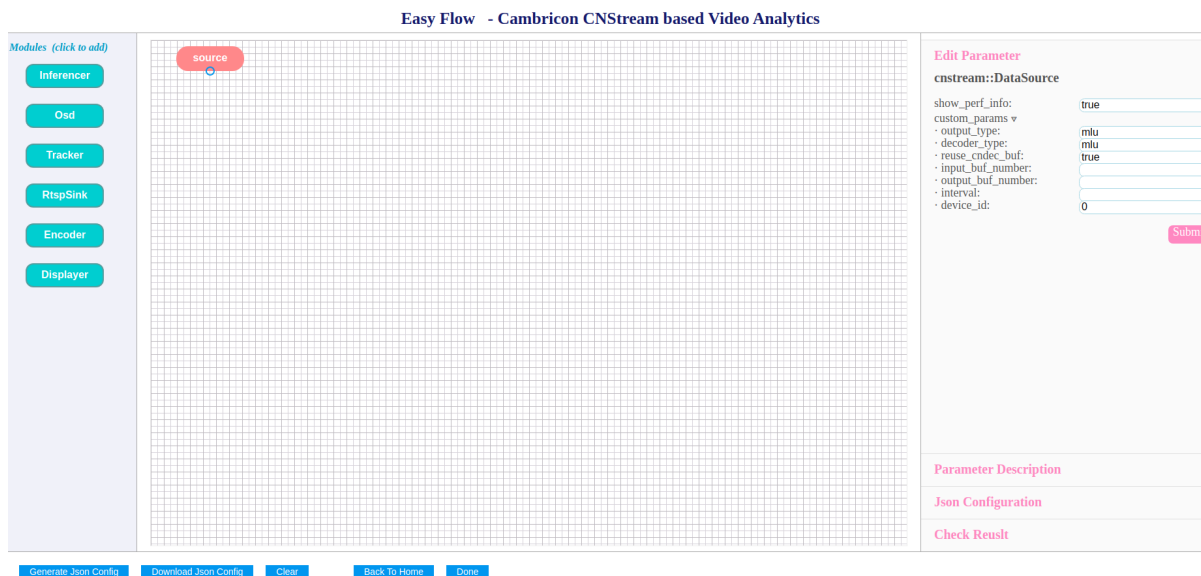 Easy Flow - Cambricon CNStream based Video Analytics
Modules (click to add)
Inferencer
Osd
Tracker
RtspSink
Encoder
Displayer
source
Edit Parameter
cnstream::DataSource
show_perf_info: true
custom_params ▿
· output_type: mlu
· decoder_type: mlu
· reuse_cndec_buf: true
· input_buf_number:
· output_buf_number:
· interval:
· device_id: 0
Subm
Parameter Description
Json Configuration
Check Reuslt
Generate Json Config Download Json Config Clear Back To Home Done